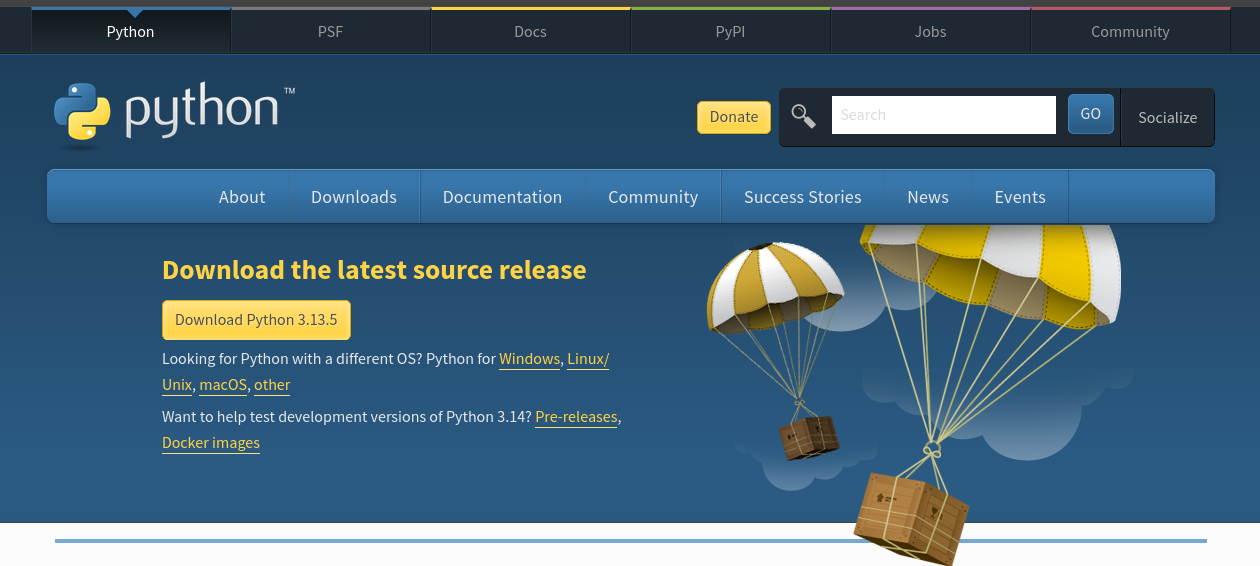 Python PSF Docs PyPI Jobs Community
python™
Donate Search GO Socialize
About Downloads Documentation Community Success Stories News Events
Download the latest source release
Download Python 3.13.5
Looking for Python with a different OS? Python for Windows, Linux/
Unix, macOS, other
Want to help test development versions of Python 3.14? Pre-releases,
Docker images